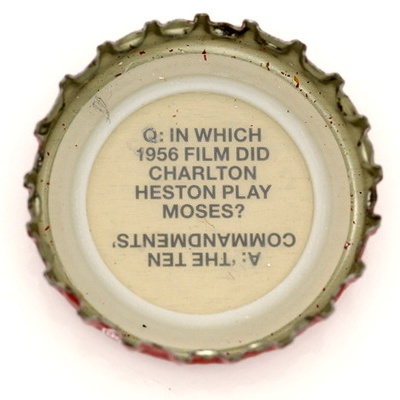 Q: IN WHICH
1956 FILM DID
CHARLTON
HESTON PLAY
MOSES?
A: 'THE TEN
COMMANDMENTS'